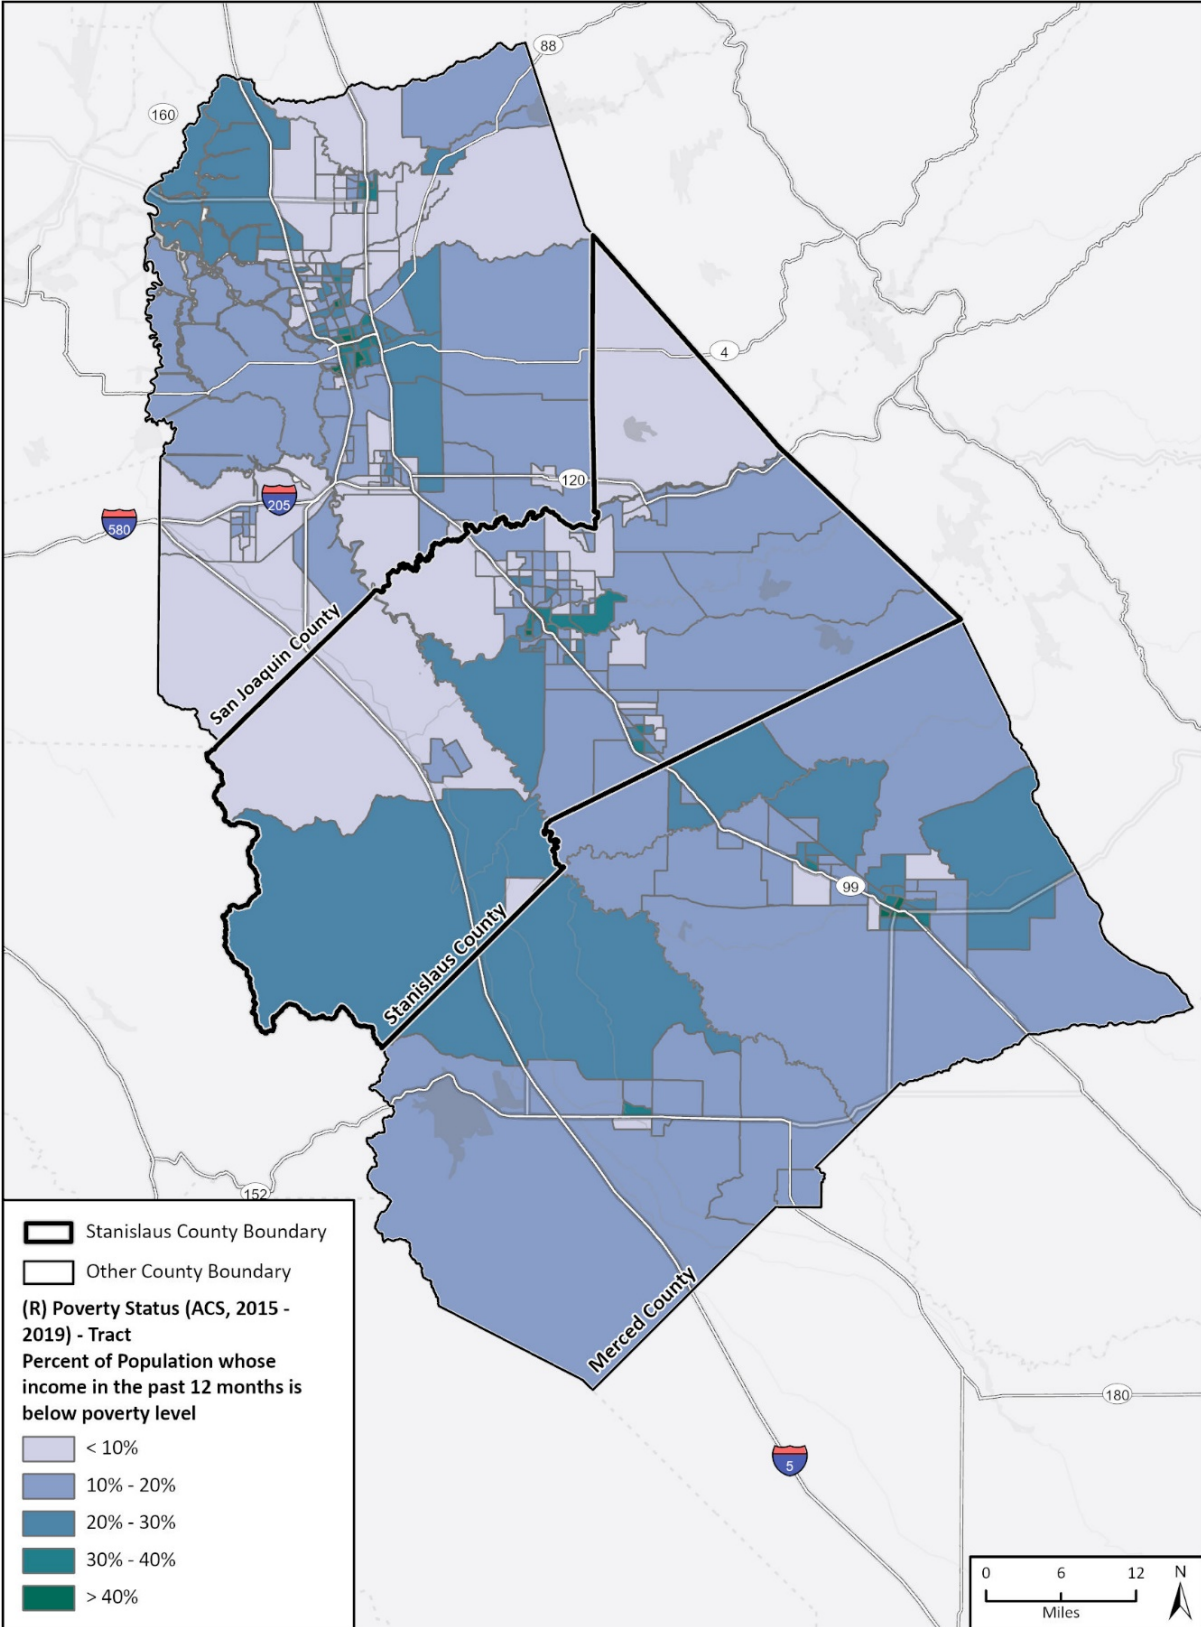 88
160
4
120
205
580
San Joaquin County
99
Stanislaus County
152
Merced County
180
5
Stanislaus County Boundary
Other County Boundary
(R) Poverty Status (ACS, 2015 -
2019) - Tract
Percent of Population whose
income in the past 12 months is
below poverty level
< 10%
10% - 20%
20% - 30%
30% - 40%
> 40%
0 6 12 N
Miles